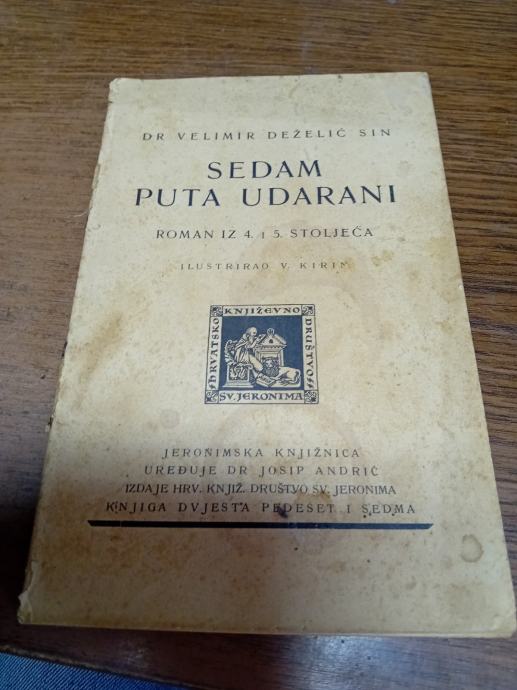 DR VELIMIR DEŽELIĆ SIN
SEDAM
PUTA UDARANI
ROMAN IZ 4. I 5. STOLJEĆA
ILUSTRIRAO V. KIRIN
KNJIŽEVNO
HRVATSKO
DRUŠTVO
SV. JERONIMA
JERONIMSKA KNJIŽNICA
UREĐUJE DR JOSIP ANDRIĆ
IZDAJE HRV. KNJIŽ. DRUŠTVO SV. JERONIMA
KNJIGA DVJESTA PEDESET I SEDMA